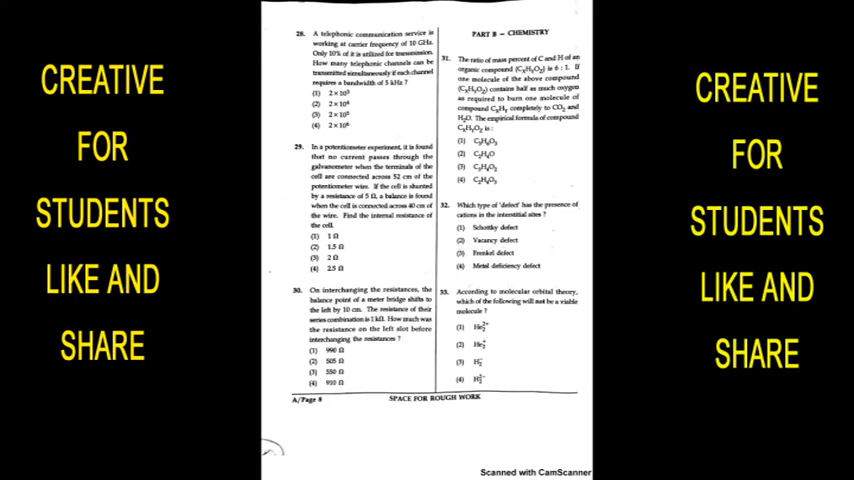 CREATIVE
FOR
STUDENTS
LIKE AND
SHARE
28. A telephonic communication service is
working at carrier frequency of 10 GHz.
Only 10% of it is utilized for transmission.
How many telephonic channels can be
transmitted simultaneously if each channel
requires a bandwidth of 5 kHz ?
(1) 2×10³
(2) 2×10⁴
(3) 2×10⁵
(4) 2×10⁶
29. In a potentiometer experiment, it is found
that no current passes through the
galvanometer when the terminals of the
cell are connected across 52 cm of the
potentiometer wire. If the cell is shunted
by a resistance of 5 Ω, a balance is found
when the cell is connected across 40 cm of
the wire. Find the internal resistance of
the cell.
(1) 1 Ω
(2) 1.5 Ω
(3) 2 Ω
(4) 2.5 Ω
30. On interchanging the resistances, the
balance point of a meter bridge shifts to
the left by 10 cm. The resistance of their
series combination is 1 kΩ. How much was
the resistance on the left slot before
interchanging the resistances ?
(1) 990 Ω
(2) 505 Ω
(3) 550 Ω
(4) 910 Ω
PART B – CHEMISTRY
31. The ratio of mass percent of C and H of an
organic compound (CₓHᵧO₂) is 6 : 1. If
one molecule of the above compound
(CₓHᵧO₂) contains half as much oxygen
as required to burn one molecule of
compound CₓHᵧ completely to CO₂ and
H₂O. The empirical formula of compound
CₓHᵧO₂ is :
(1) C₃H₆O₃
(2) C₂H₄O
(3) C₃H₄O₂
(4) C₂H₄O₃
32. Which type of 'defect' has the presence of
cations in the interstitial sites ?
(1) Schottky defect
(2) Vacancy defect
(3) Frenkel defect
(4) Metal deficiency defect
33. According to molecular orbital theory,
which of the following will not be a viable
molecule ?
(1) He₂²⁺
(2) He₂⁺
(3) H₂⁻
(4) H₂²⁻
A/Page 8
SPACE FOR ROUGH WORK
Scanned with CamScanner
CREATIVE
FOR
STUDENTS
LIKE AND
SHARE